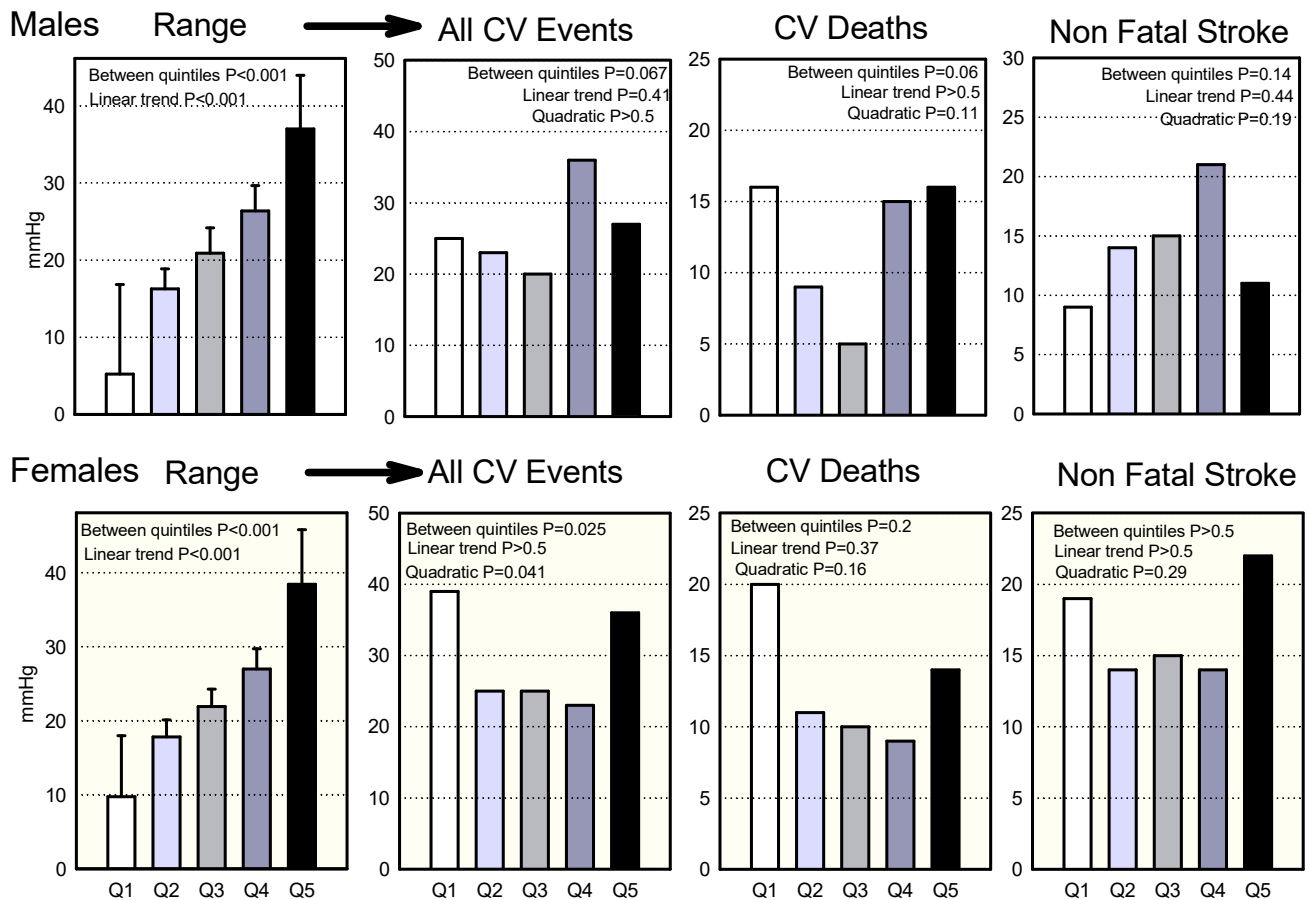 Males Range All CV Events CV Deaths Non Fatal Stroke
Between quintiles P<0.001
Linear trend P<0.001
mmHg
40
30
20
10
0
Between quintiles P=0.067
Linear trend P=0.41
Quadratic P>0.5
50
40
30
20
10
0
Between quintiles P=0.06
Linear trend P>0.5
Quadratic P=0.11
25
20
15
10
5
0
Between quintiles P=0.14
Linear trend P=0.44
Quadratic P=0.19
30
25
20
15
10
5
0
Females Range All CV Events CV Deaths Non Fatal Stroke
Between quintiles P<0.001
Linear trend P<0.001
mmHg
40
30
20
10
0
Q1 Q2 Q3 Q4 Q5
Between quintiles P=0.025
Linear trend P>0.5
Quadratic P=0.041
50
40
30
20
10
0
Q1 Q2 Q3 Q4 Q5
Between quintiles P=0.2
Linear trend P=0.37
Quadratic P=0.16
25
20
15
10
5
0
Q1 Q2 Q3 Q4 Q5
Between quintiles P>0.5
Linear trend P>0.5
Quadratic P=0.29
25
20
15
10
5
0
Q1 Q2 Q3 Q4 Q5